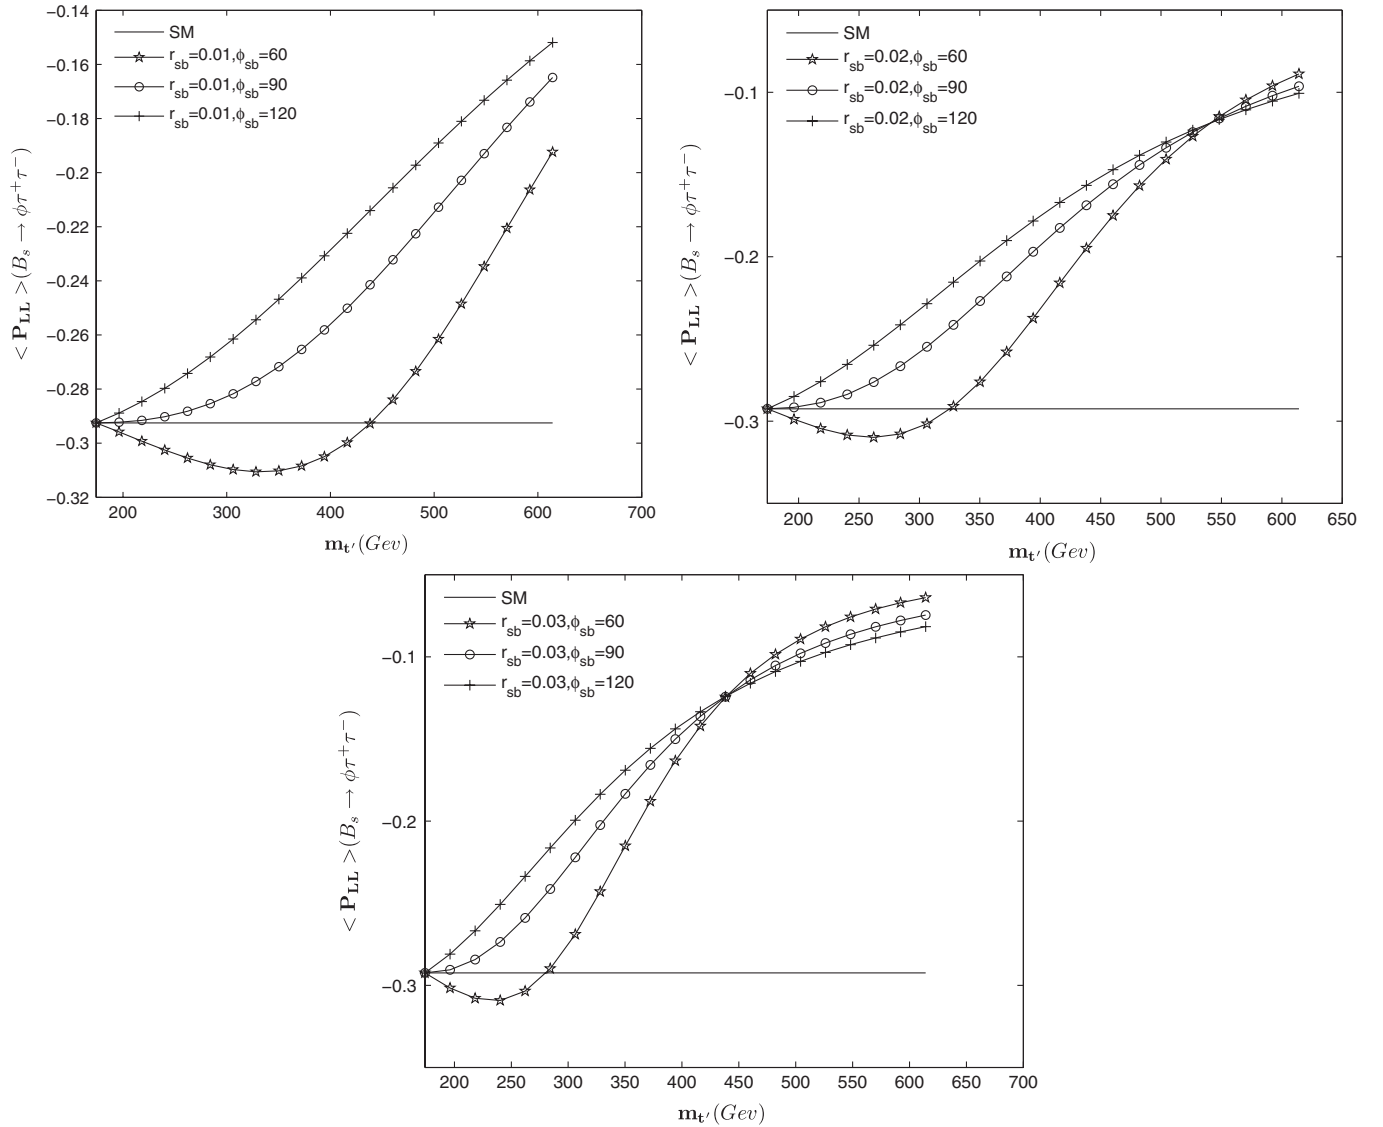 −0.14
−0.16
−0.18
−0.2
−0.22
−0.24
−0.26
−0.28
−0.3
−0.32
200 300 400 500 600 700
< P_LL >(B_s → φτ⁺τ⁻)
m_t′(Gev)
SM
r_sb=0.01,ϕ_sb=60
r_sb=0.01,ϕ_sb=90
r_sb=0.01,ϕ_sb=120
−0.1
−0.2
−0.3
200 250 300 350 400 450 500 550 600 650
< P_LL >(B_s → φτ⁺τ⁻)
m_t′(Gev)
SM
r_sb=0.02,ϕ_sb=60
r_sb=0.02,ϕ_sb=90
r_sb=0.02,ϕ_sb=120
−0.1
−0.2
−0.3
200 250 300 350 400 450 500 550 600 650 700
< P_LL >(B_s → φτ⁺τ⁻)
m_t′(Gev)
SM
r_sb=0.03,ϕ_sb=60
r_sb=0.03,ϕ_sb=90
r_sb=0.03,ϕ_sb=120